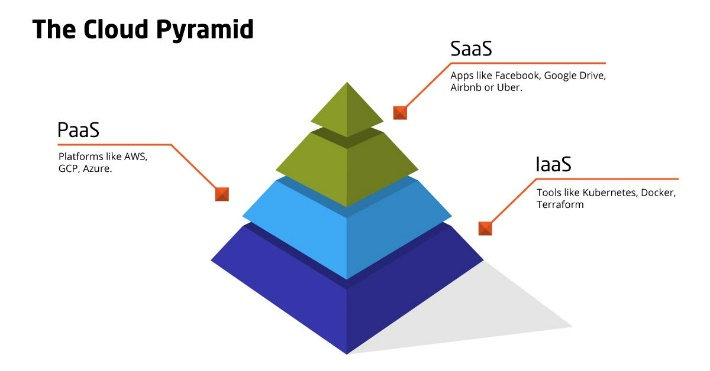 The Cloud Pyramid
SaaS
Apps like Facebook, Google Drive,
Airbnb or Uber.
PaaS
Platforms like AWS,
GCP, Azure.
IaaS
Tools like Kubernetes, Docker,
Terraform